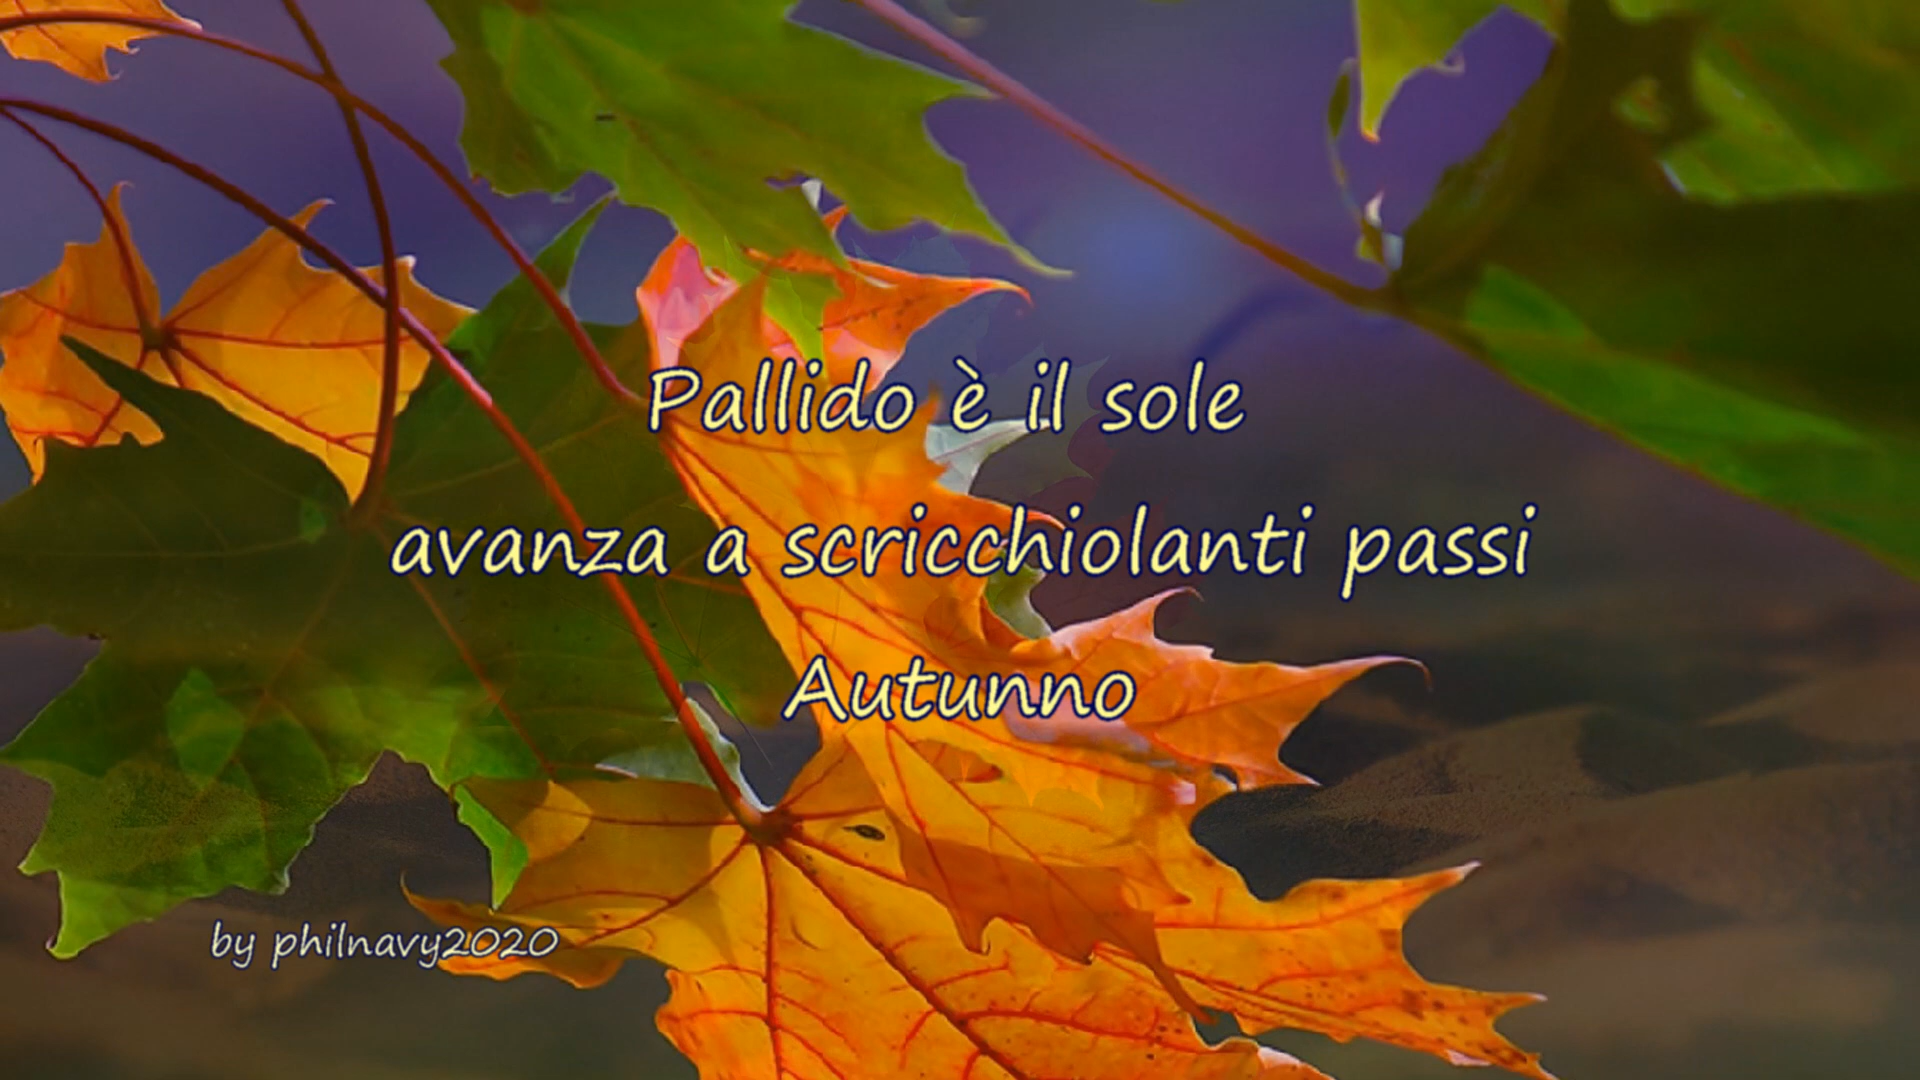 Pallido è il sole
avanza a scricchiolanti passi
Autunno
by philnavy2020